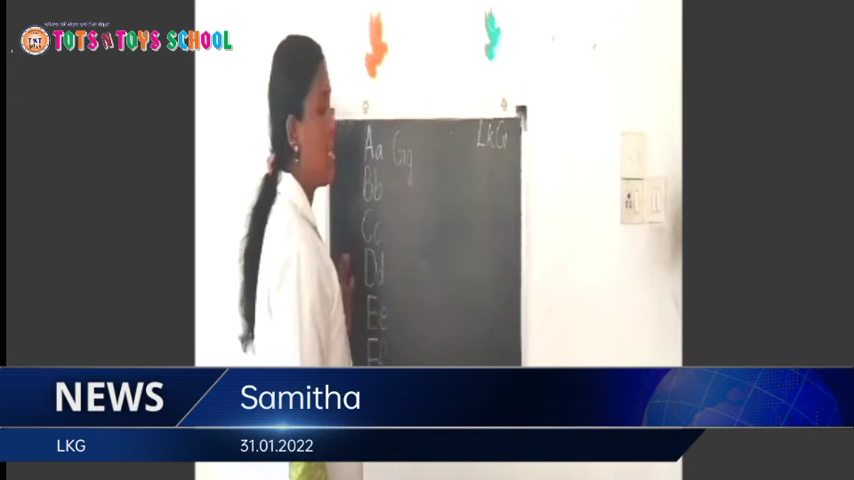 TOTS N TOYS SCHOOL
LKG
Aa Gg
Bb
Cc
Dd
Ee
NEWS
Samitha
LKG
31.01.2022